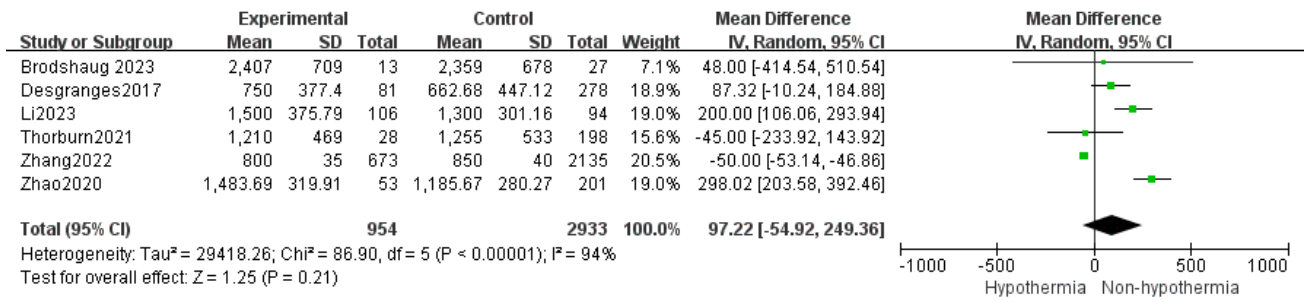 Experimental Control Mean Difference Mean Difference
Study or Subgroup Mean SD Total Mean SD Total Weight IV, Random, 95% CI IV, Random, 95% CI
Brodshaug 2023 2,407 709 13 2,359 678 27 7.1% 48.00 [-414.54, 510.54]
Desgranges2017 750 377.4 81 662.68 447.12 278 18.9% 87.32 [-10.24, 184.88]
Li2023 1,500 375.79 106 1,300 301.16 94 19.0% 200.00 [106.06, 293.94]
Thorburn2021 1,210 469 28 1,255 533 198 15.6% -45.00 [-233.92, 143.92]
Zhang2022 800 35 673 850 40 2135 20.5% -50.00 [-53.14, -46.86]
Zhao2020 1,483.69 319.91 53 1,185.67 280.27 201 19.0% 298.02 [203.58, 392.46]
Total (95% CI) 954 2933 100.0% 97.22 [-54.92, 249.36]
Heterogeneity: Tau² = 29418.26; Chi² = 86.90, df = 5 (P < 0.00001); I² = 94%
Test for overall effect: Z = 1.25 (P = 0.21)
-1000 -500 0 500 1000
Hypothermia Non-hypothermia